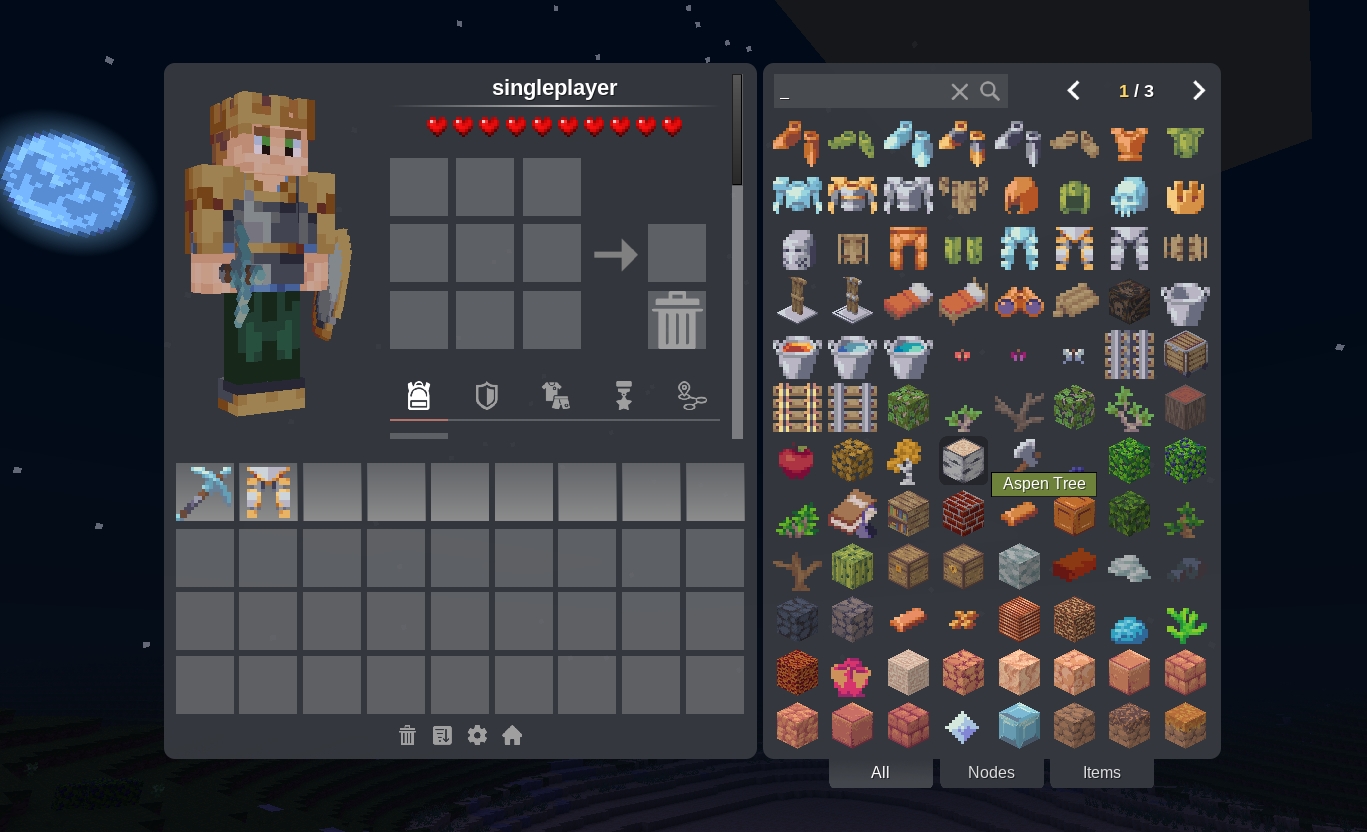 singleplayer
_
1 / 3
Aspen Tree
All
Nodes
Items